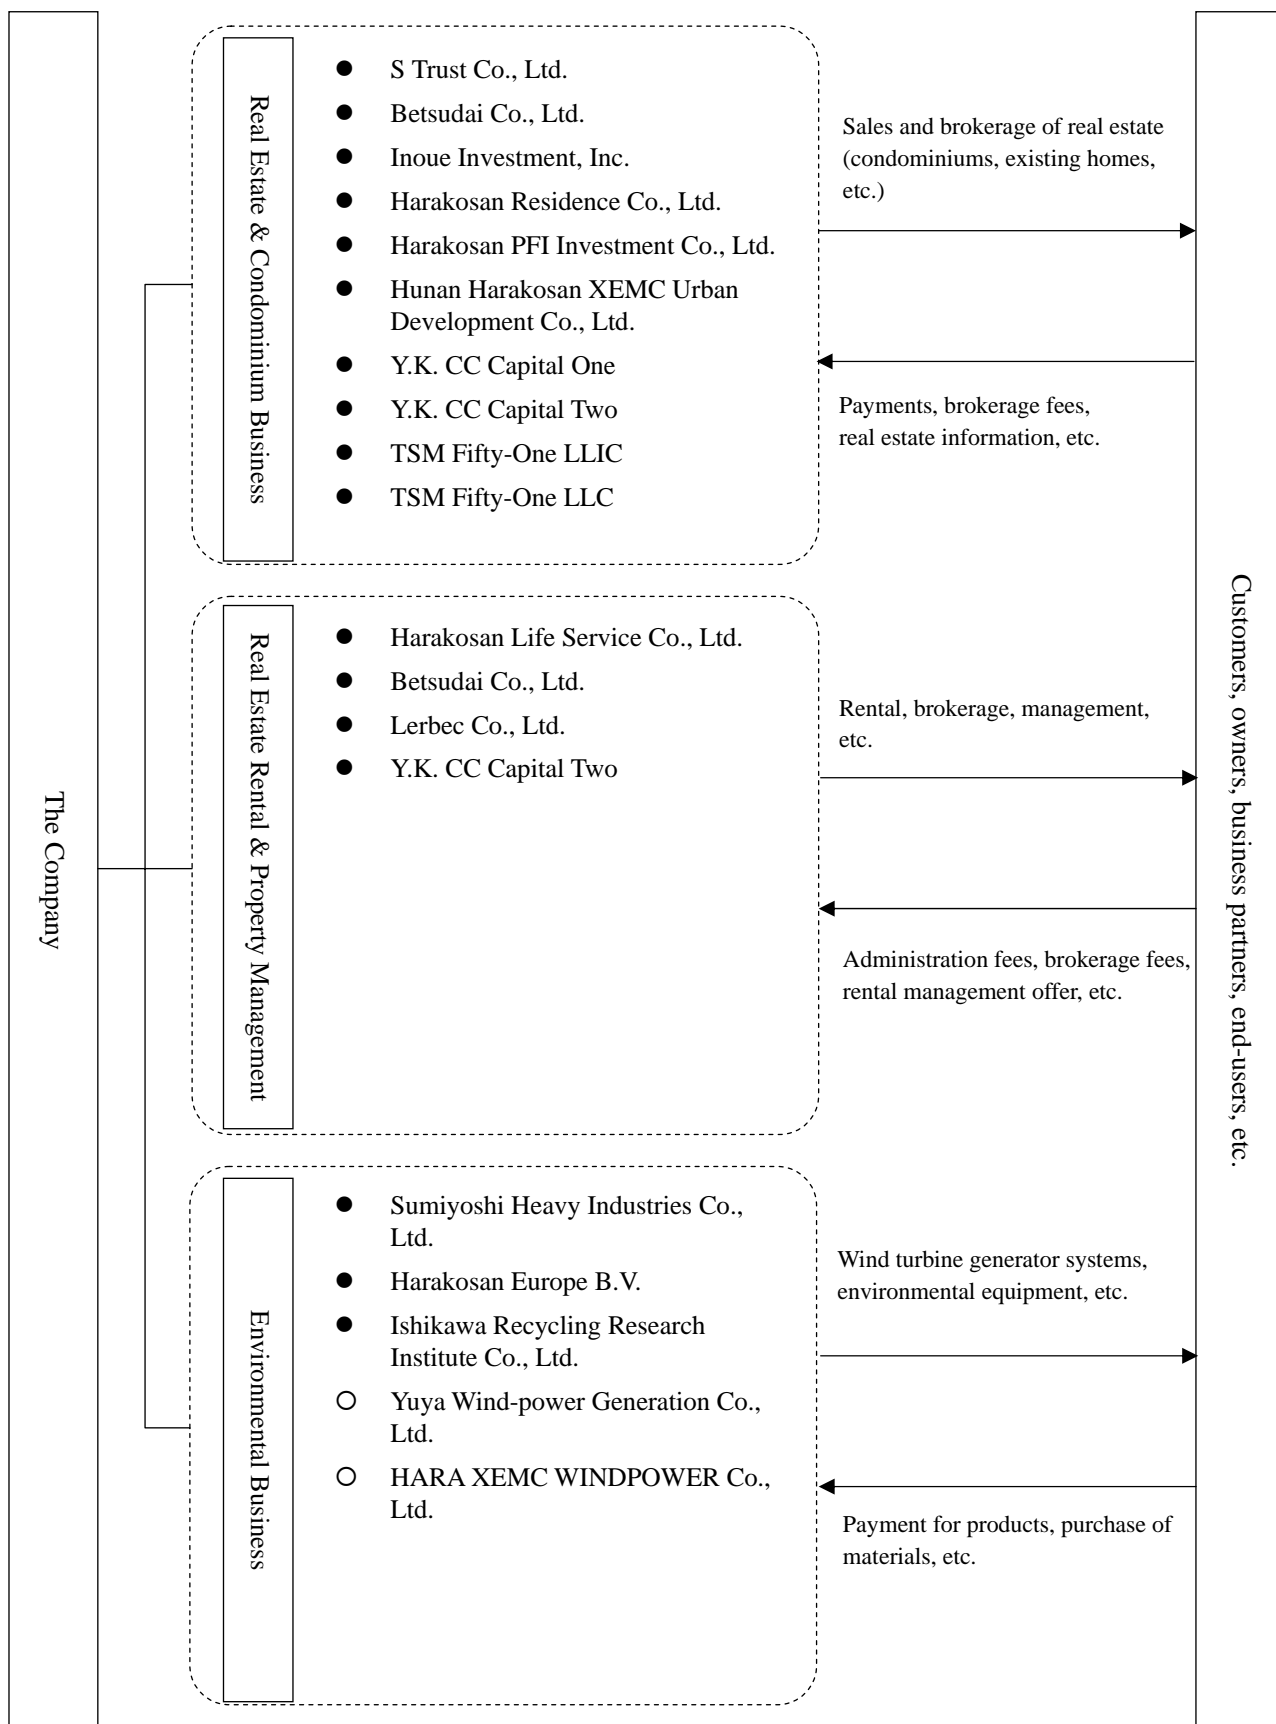 The Company
Real Estate & Condominium Business
● S Trust Co., Ltd.
● Betsudai Co., Ltd.
● Inoue Investment, Inc.
● Harakosan Residence Co., Ltd.
● Harakosan PFI Investment Co., Ltd.
● Hunan Harakosan XEMC Urban
Development Co., Ltd.
● Y.K. CC Capital One
● Y.K. CC Capital Two
● TSM Fifty-One LLIC
● TSM Fifty-One LLC
Sales and brokerage of real estate
(condominiums, existing homes,
etc.)
Payments, brokerage fees,
real estate information, etc.
Real Estate Rental & Property Management
● Harakosan Life Service Co., Ltd.
● Betsudai Co., Ltd.
● Lerbec Co., Ltd.
● Y.K. CC Capital Two
Rental, brokerage, management,
etc.
Administration fees, brokerage fees,
rental management offer, etc.
Environmental Business
● Sumiyoshi Heavy Industries Co.,
Ltd.
● Harakosan Europe B.V.
● Ishikawa Recycling Research
Institute Co., Ltd.
○ Yuya Wind-power Generation Co.,
Ltd.
○ HARA XEMC WINDPOWER Co.,
Ltd.
Wind turbine generator systems,
environmental equipment, etc.
Payment for products, purchase of
materials, etc.
Customers, owners, business partners, end-users, etc.